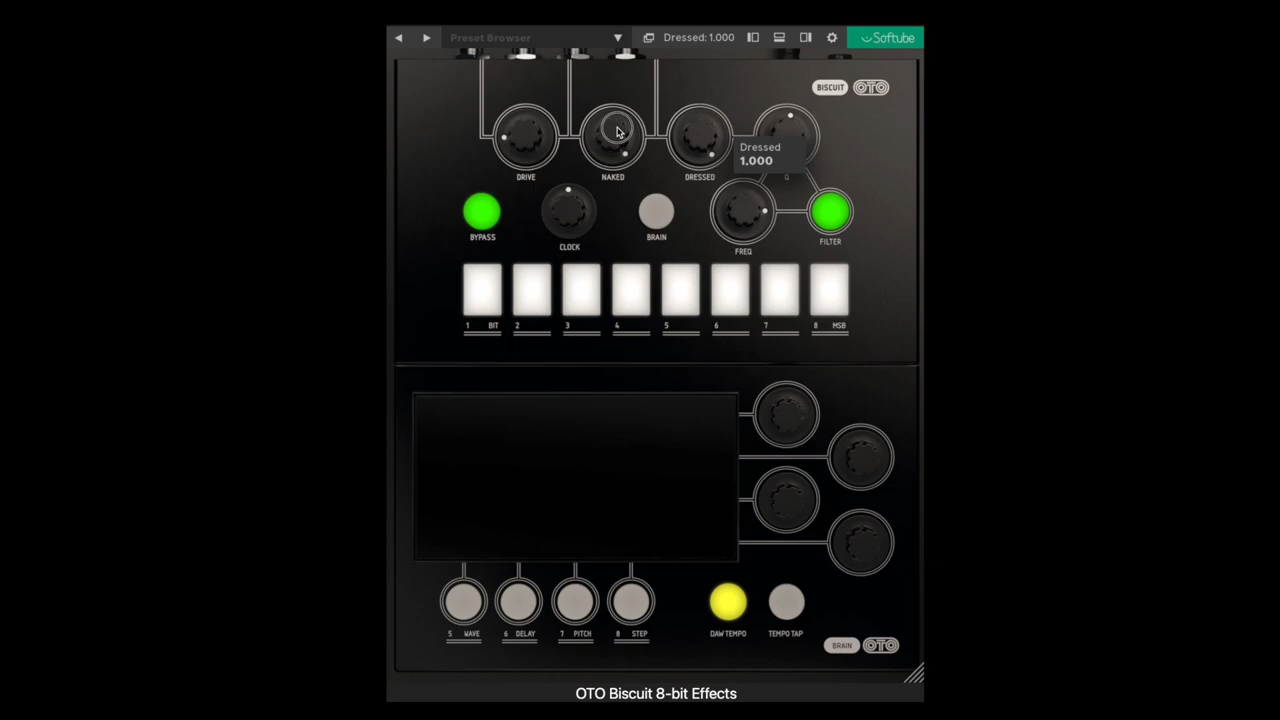 Preset Browser
Dressed: 1.000
Softube
BISCUIT OTO
Dressed
1.000
DRIVE NAKED DRESSED Q
BYPASS CLOCK BRAIN FREQ FILTER
1 BIT 2 3 4 5 6 7 8 MSB
5 WAVE 6 DELAY 7 PITCH 8 STEP
DAW TEMPO TEMPO TAP
BRAIN OTO
OTO Biscuit 8-bit Effects